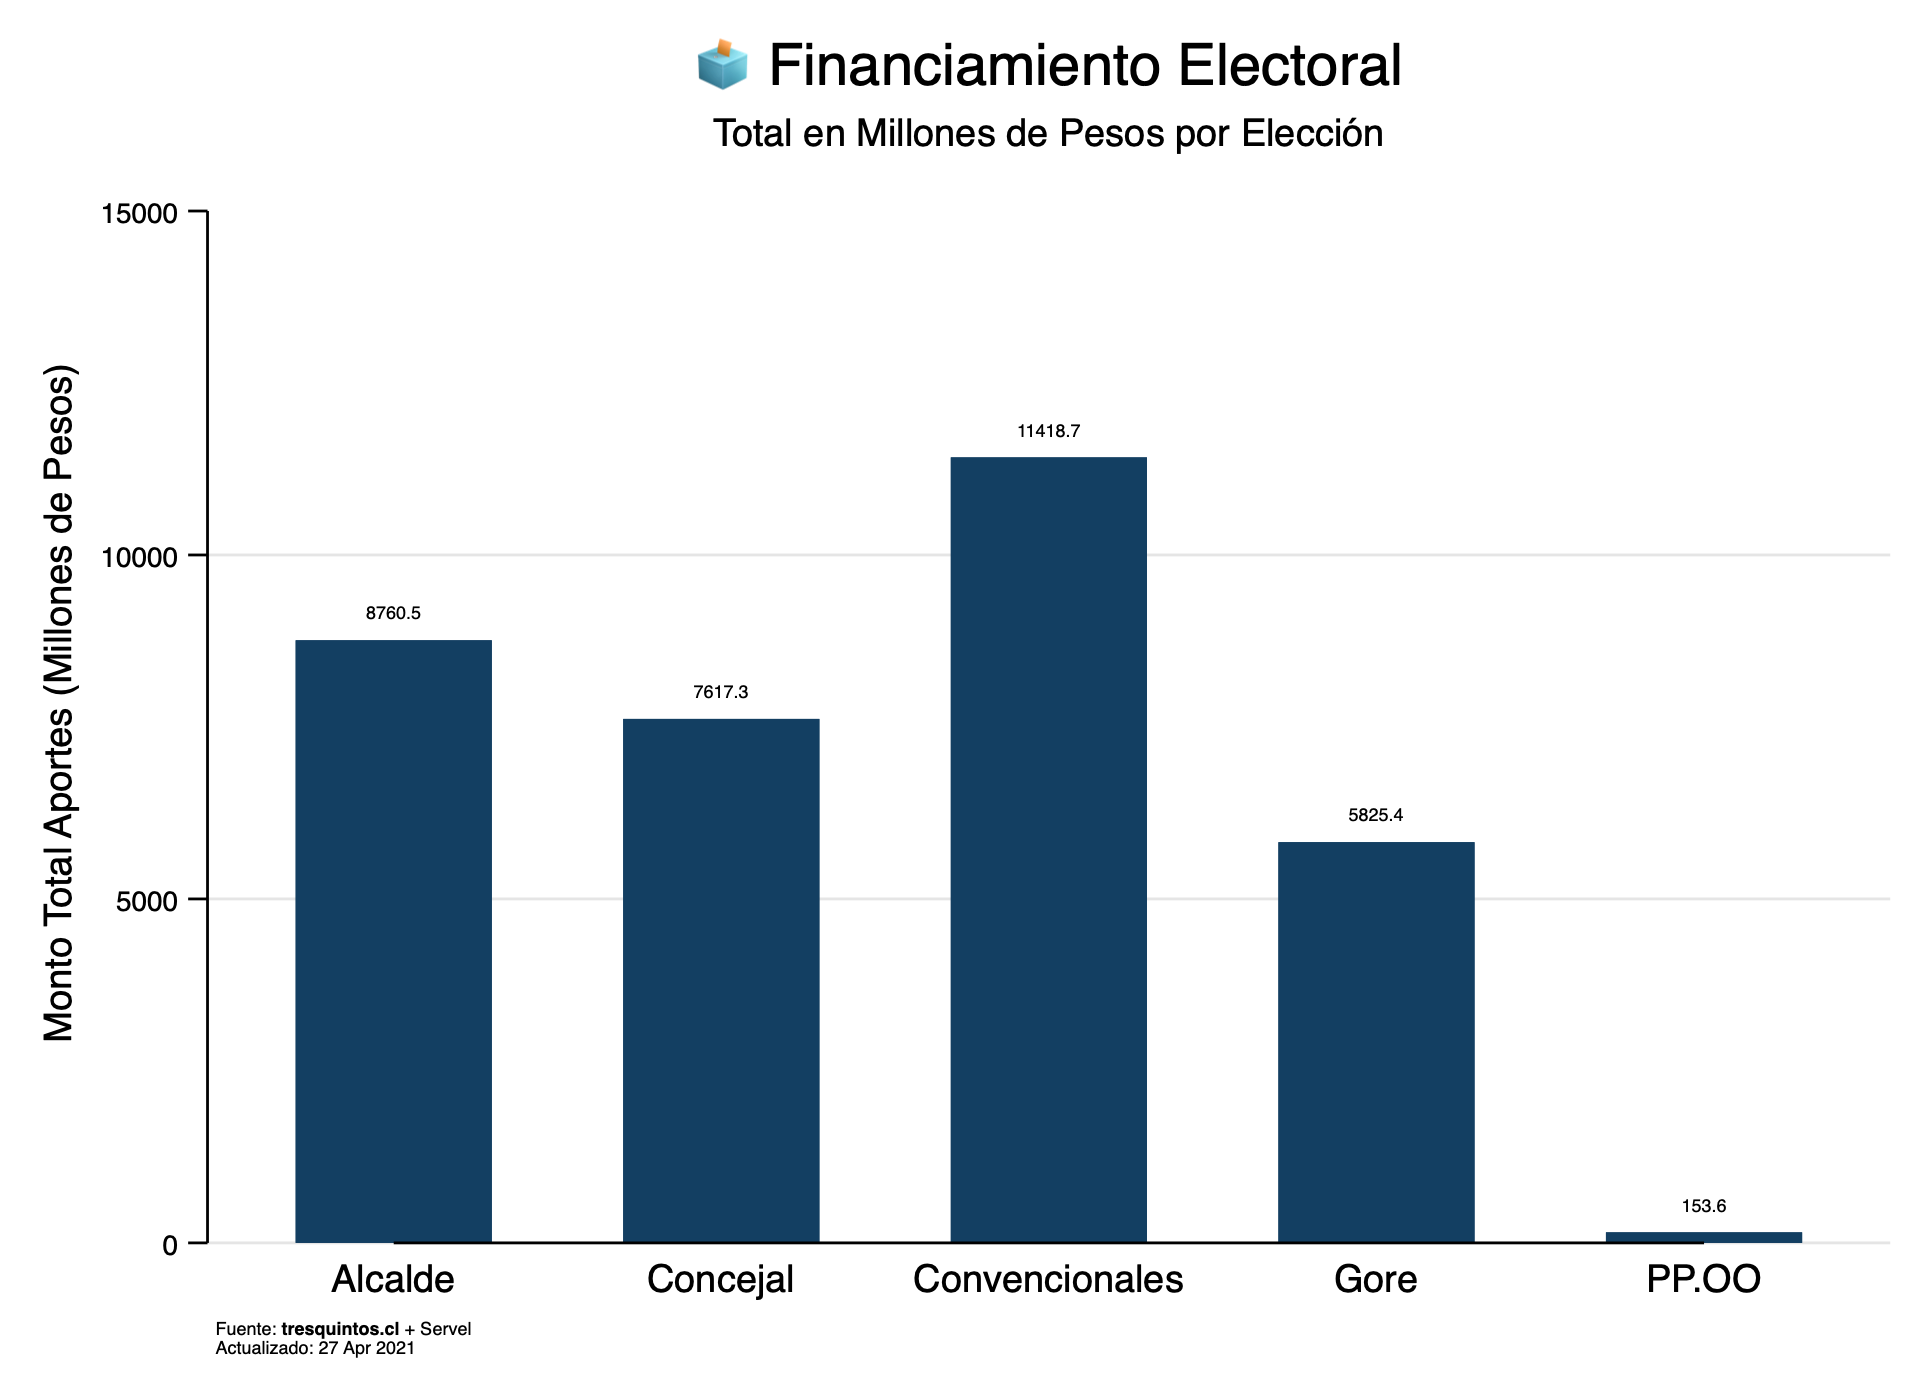 Financiamiento Electoral
Total en Millones de Pesos por Elección
Monto Total Aportes (Millones de Pesos)
15000
10000
5000
0
8760.5
7617.3
11418.7
5825.4
153.6
Alcalde
Concejal
Convencionales
Gore
PP.OO
Fuente: tresquintos.cl + Servel
Actualizado: 27 Apr 2021